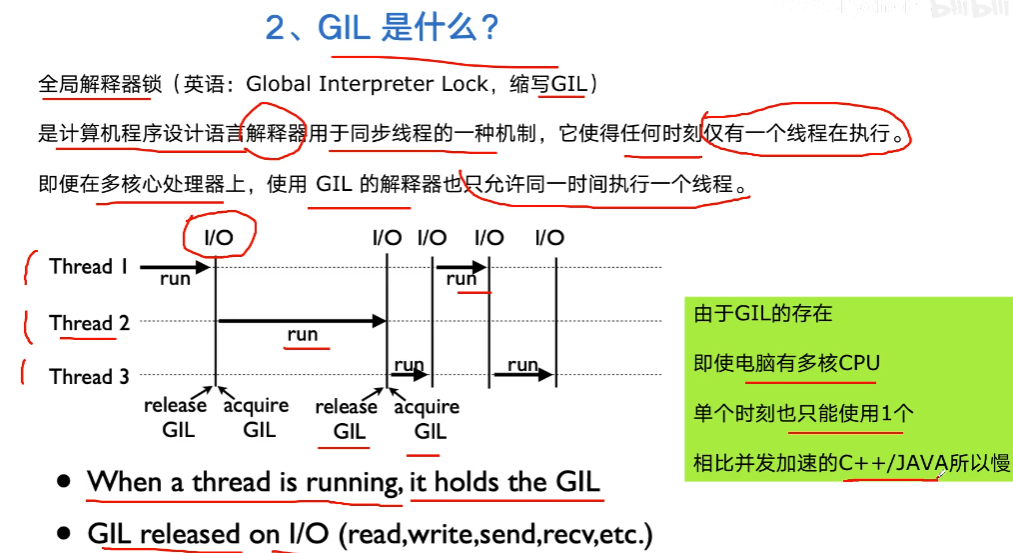 2、GIL 是什么?
全局解释器锁（英语：Global Interpreter Lock，缩写GIL）
是计算机程序设计语言解释器用于同步线程的一种机制，它使得任何时刻仅有一个线程在执行。
即便在多核心处理器上，使用 GIL 的解释器也只允许同一时间执行一个线程。
I/O I/O I/O I/O I/O
Thread 1 run run
Thread 2 run
Thread 3 run run
release GIL acquire GIL release GIL acquire GIL
由于GIL的存在
即使电脑有多核CPU
单个时刻也只能使用1个
相比并发加速的C++/JAVA所以慢
• When a thread is running, it holds the GIL
• GIL released on I/O (read,write,send,recv,etc.)
bilibili